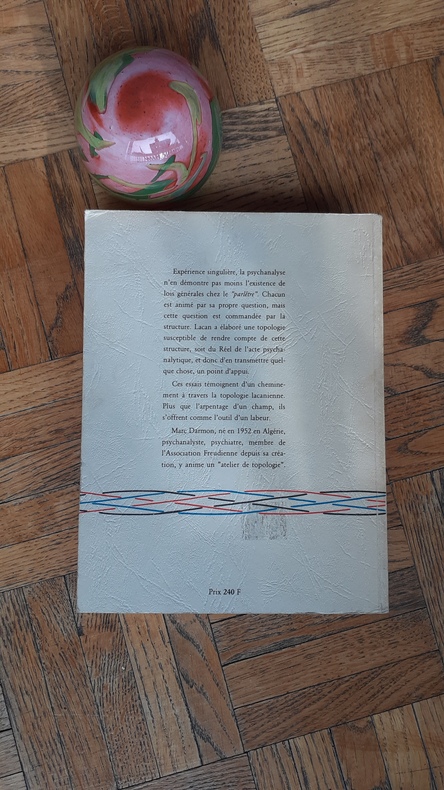 Expérience singulière, la psychanalyse
n'en démontre pas moins l'existence de
lois générales chez le "parlêtre". Chacun
est animé par sa propre question, mais
cette question est commandée par la
structure. Lacan a élaboré une topologie
susceptible de rendre compte de cette
structure, soit du Réel de l'acte psycha-
nalytique, et donc d'en transmettre quel-
que chose, un point d'appui.
Ces essais témoignent d'un chemine-
ment à travers la topologie lacanienne.
Plus que l'arpentage d'un champ, ils
s'offrent comme l'outil d'un labeur.
Marc Darmon, né en 1952 en Algérie,
psychanalyste, psychiatre, membre de
l'Association Freudienne depuis sa créa-
tion, y anime un "atelier de topologie".
Prix 240 F